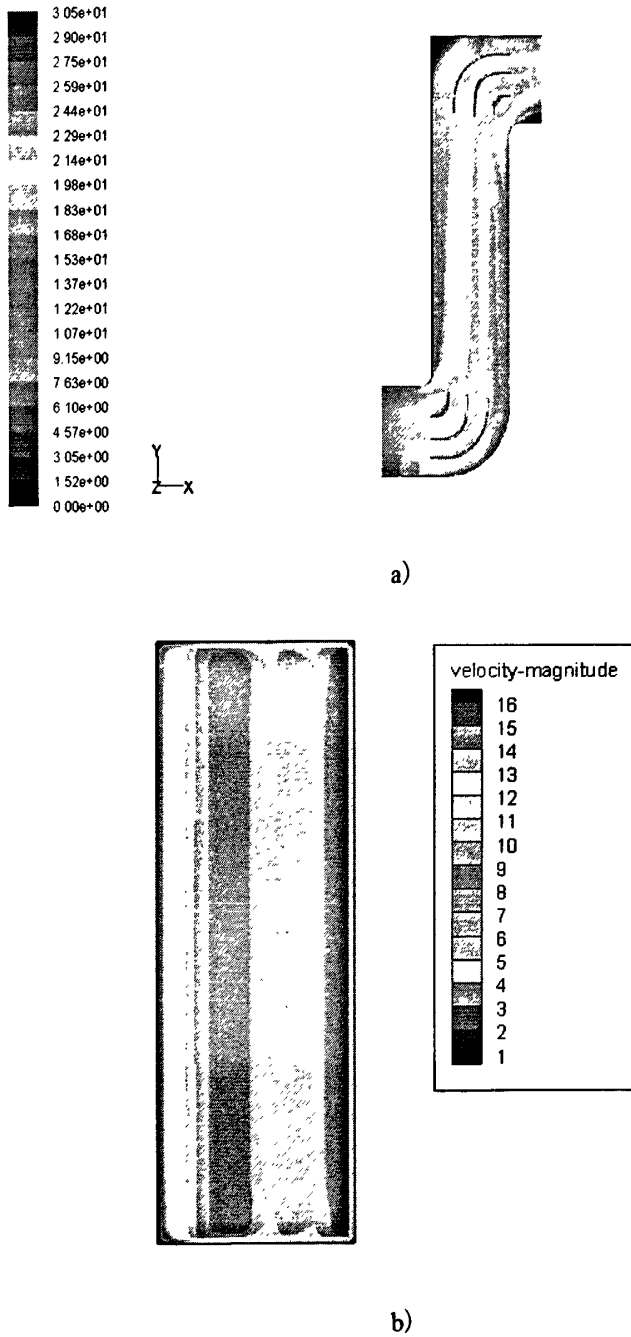 3 05e+01
2 90e+01
2 75e+01
2 59e+01
2 44e+01
2 29e+01
2 14e+01
1 98e+01
1 83e+01
1 68e+01
1 53e+01
1 37e+01
1 22e+01
1 07e+01
9 15e+00
7 63e+00
6 10e+00
4 57e+00
3 05e+00
1 52e+00
0 00e+00
Y
Z X
a)
velocity-magnitude
16
15
14
13
12
11
10
9
8
7
6
5
4
3
2
1
b)